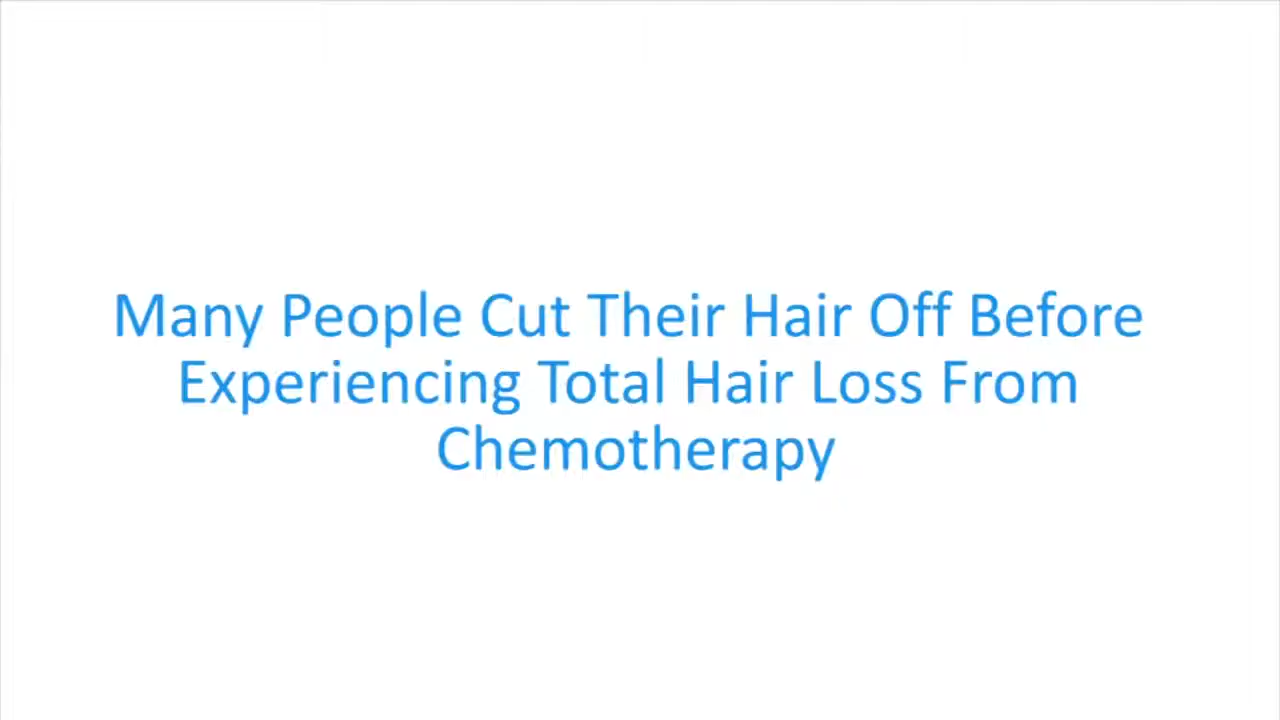 Many People Cut Their Hair Off Before
Experiencing Total Hair Loss From
Chemotherapy